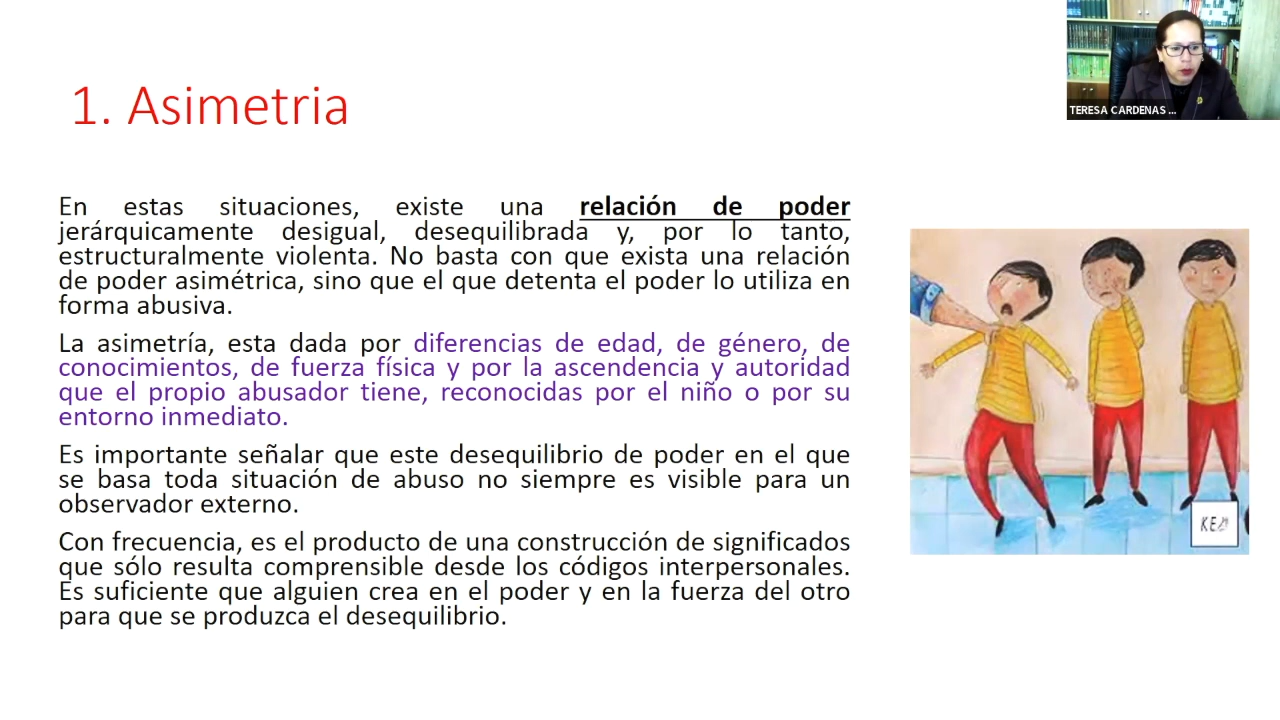 1. Asimetria
TERESA CARDENAS ...
En estas situaciones, existe una relación de poder
jerárquicamente desigual, desequilibrada y, por lo tanto,
estructuralmente violenta. No basta con que exista una relación
de poder asimétrica, sino que el que detenta el poder lo utiliza en
forma abusiva.
La asimetría, esta dada por diferencias de edad, de género, de
conocimientos, de fuerza física y por la ascendencia y autoridad
que el propio abusador tiene, reconocidas por el niño o por su
entorno inmediato.
Es importante señalar que este desequilibrio de poder en el que
se basa toda situación de abuso no siempre es visible para un
observador externo.
Con frecuencia, es el producto de una construcción de significados
que sólo resulta comprensible desde los códigos interpersonales.
Es suficiente que alguien crea en el poder y en la fuerza del otro
para que se produzca el desequilibrio.